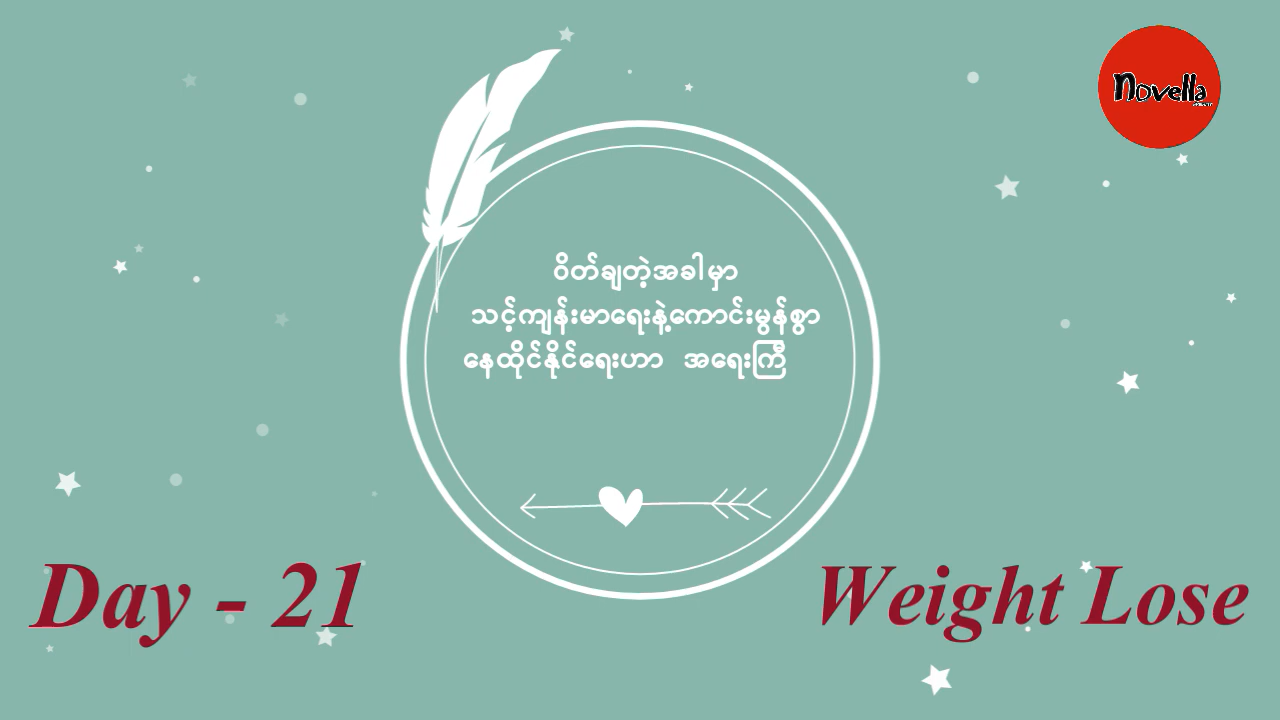 Novella
ဝိတ်ချတဲ့အခါမှာ
သင့်ကျန်းမာရေးနဲ့ကောင်းမွန်စွာ
နေထိုင်နိုင်ရေးဟာ အရေးကြီ
Day - 21
Weight Lose